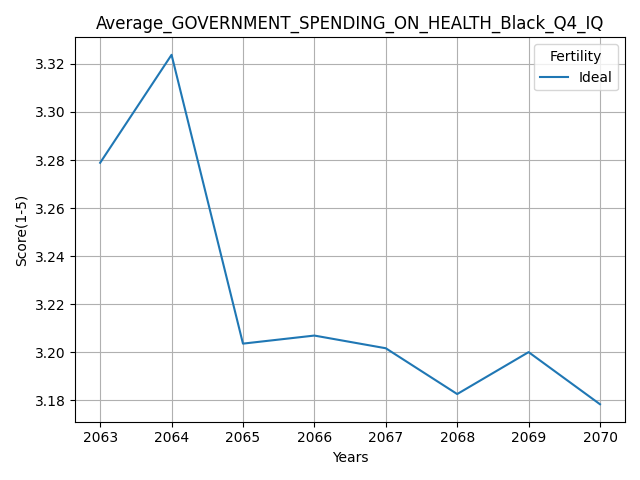 Average_GOVERNMENT_SPENDING_ON_HEALTH_Black_Q4_IQ
Fertility
Ideal
3.32
3.30
3.28
3.26
3.24
3.22
3.20
3.18
Score(1-5)
2063 2064 2065 2066 2067 2068 2069 2070
Years